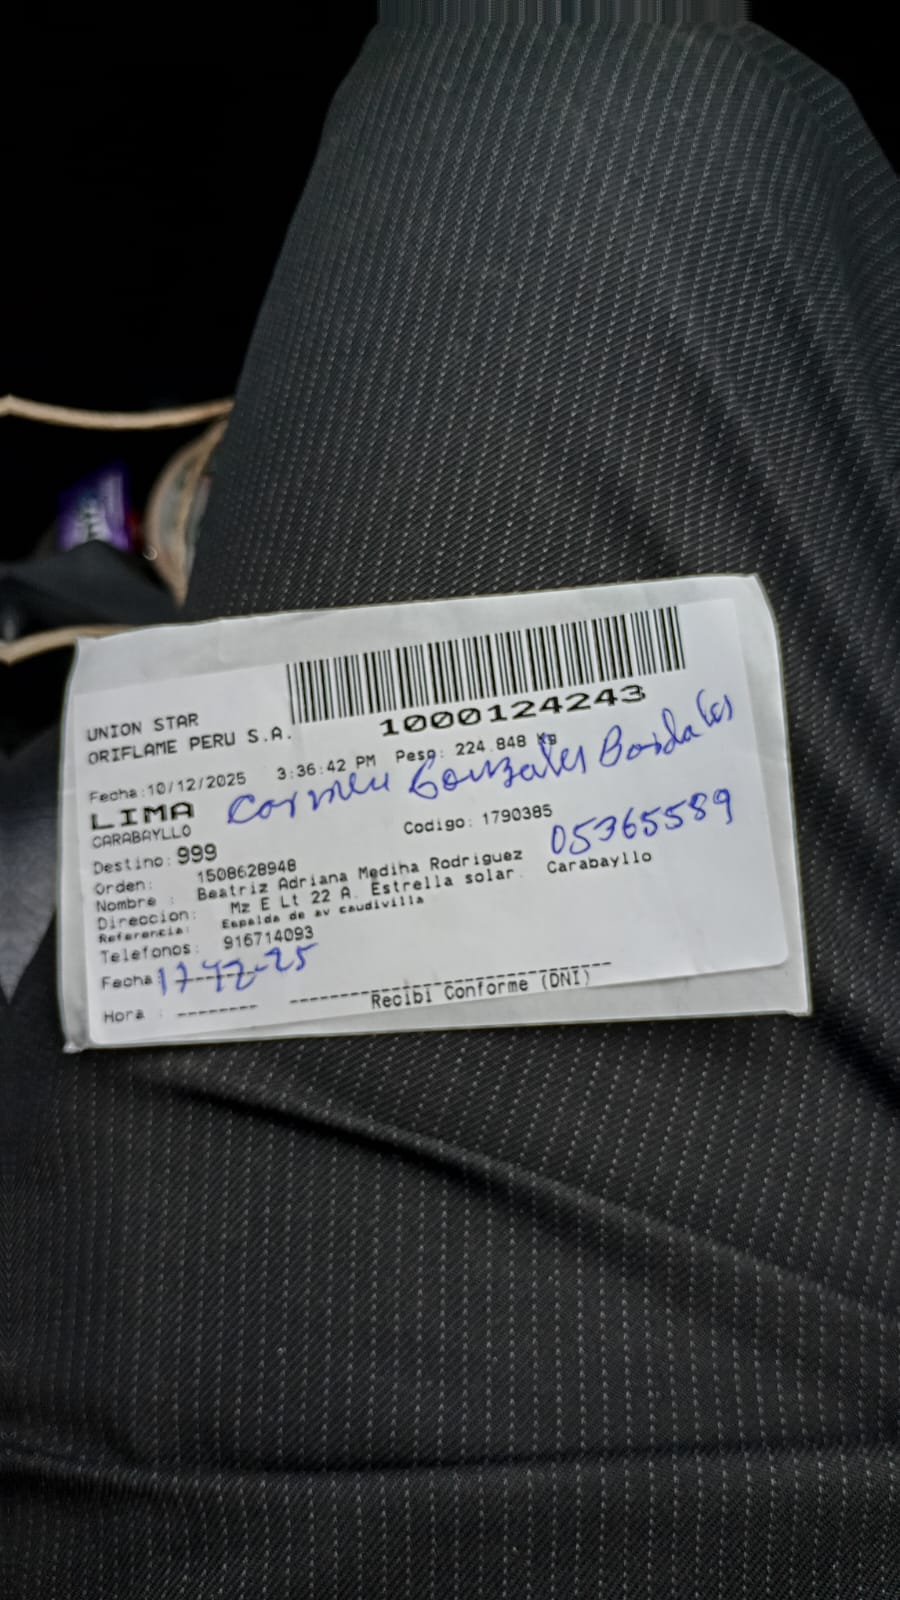 UNION STAR
ORIFLAME PERU S.A.
1000124243
Fecha:10/12/2025 3:36:42 PM Peso: 224.848 Kg
LIMA
Carmen Gonzales
CARABAYLLO
Codigo: 1790385
05365589
Destino: 999
Orden: 1508628948
Nombre : Beatriz Adriana Medina Rodriguez
Direccion: Mz E Lt 22 A. Estrella solar. Carabayllo
Referencia: Espalda de av caudivilla
Telefonos: 916714093
Fecha: 17-12-25
Hora : --------
Recibi Conforme (DNI)